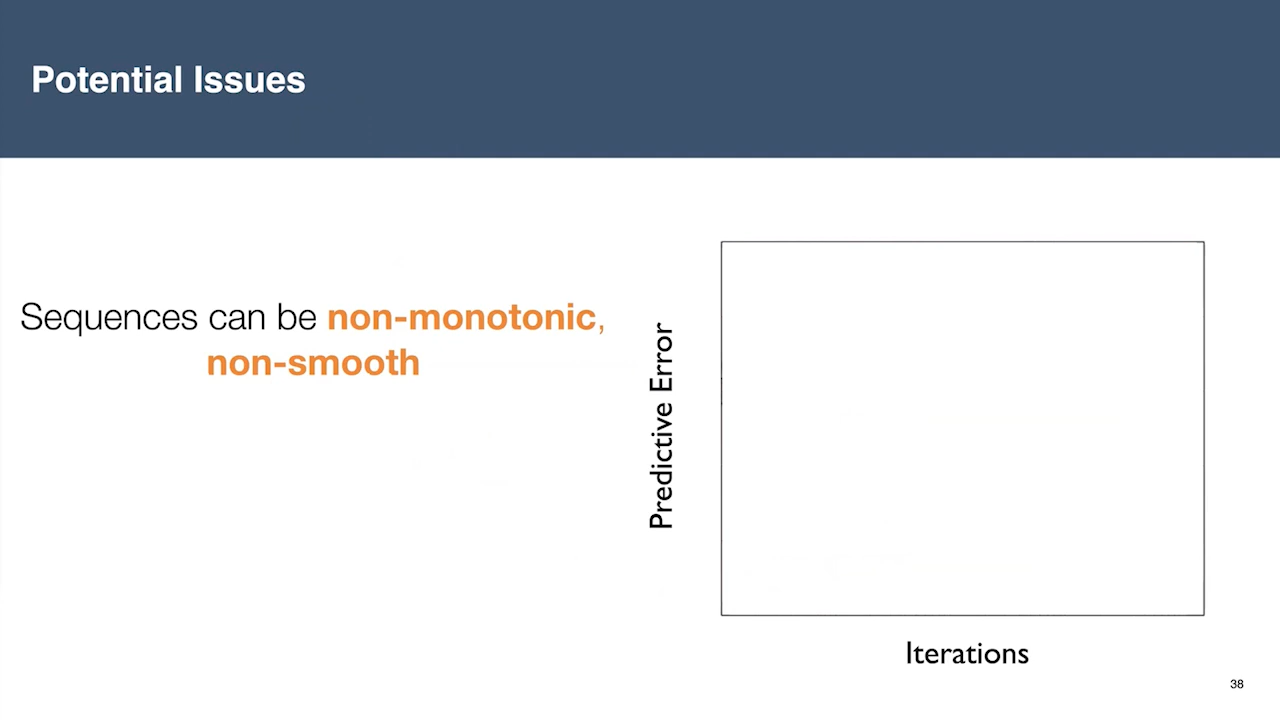 Potential Issues
Sequences can be non-monotonic,
non-smooth
Predictive Error
Iterations
38